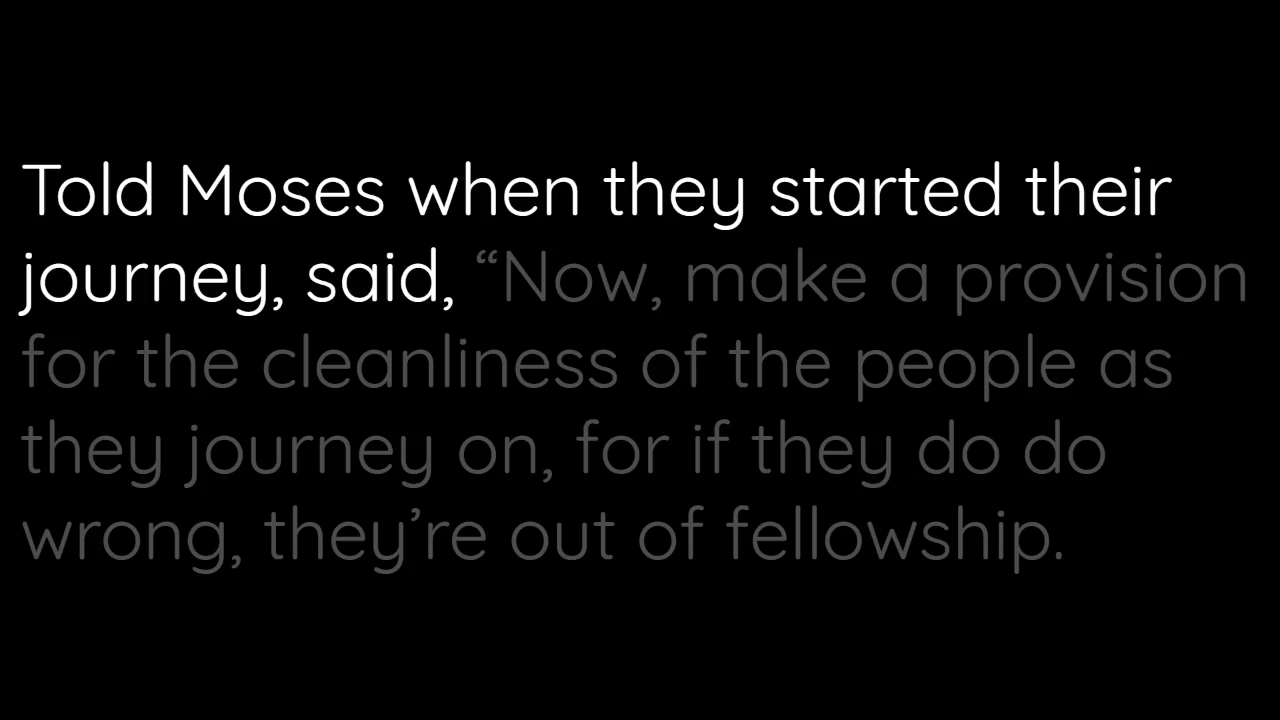 Told Moses when they started their
journey, said, “Now, make a provision
for the cleanliness of the people as
they journey on, for if they do do
wrong, they’re out of fellowship.